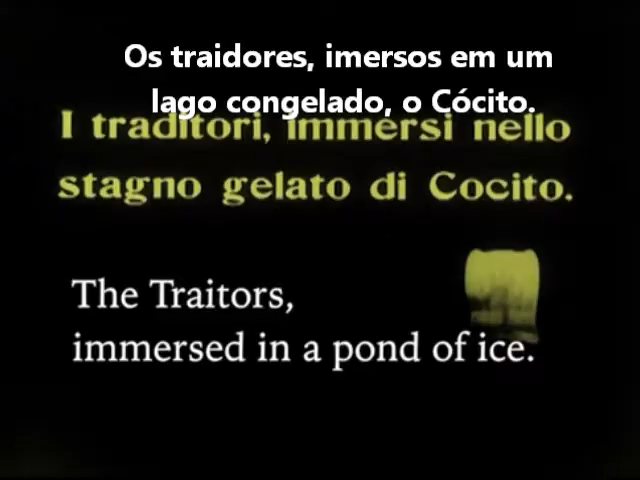 Os traidores, imersos em um
lago congelado, o Cócito.
I traditori, immersi nello
stagno gelato di Cocito.
The Traitors,
immersed in a pond of ice.